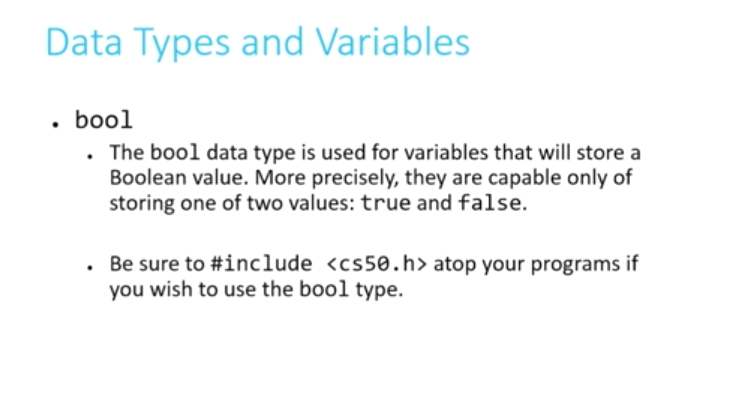 Data Types and Variables
• bool
• The bool data type is used for variables that will store a
Boolean value. More precisely, they are capable only of
storing one of two values: true and false.
• Be sure to #include <cs50.h> atop your programs if
you wish to use the bool type.